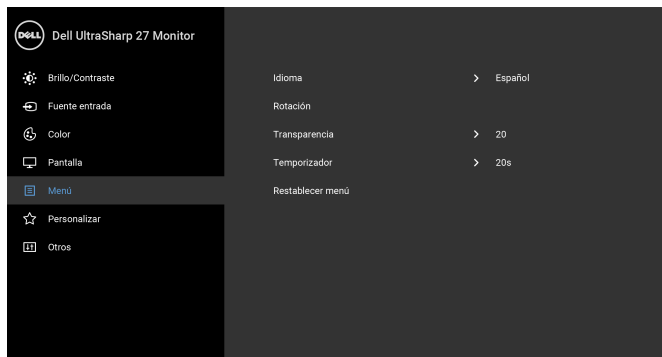 DELL
Dell UltraSharp 27 Monitor
Brillo/Contraste
Fuente entrada
Color
Pantalla
Menú
Personalizar
Otros
Idioma Español
Rotación
Transparencia 20
Temporizador 20s
Restablecer menú